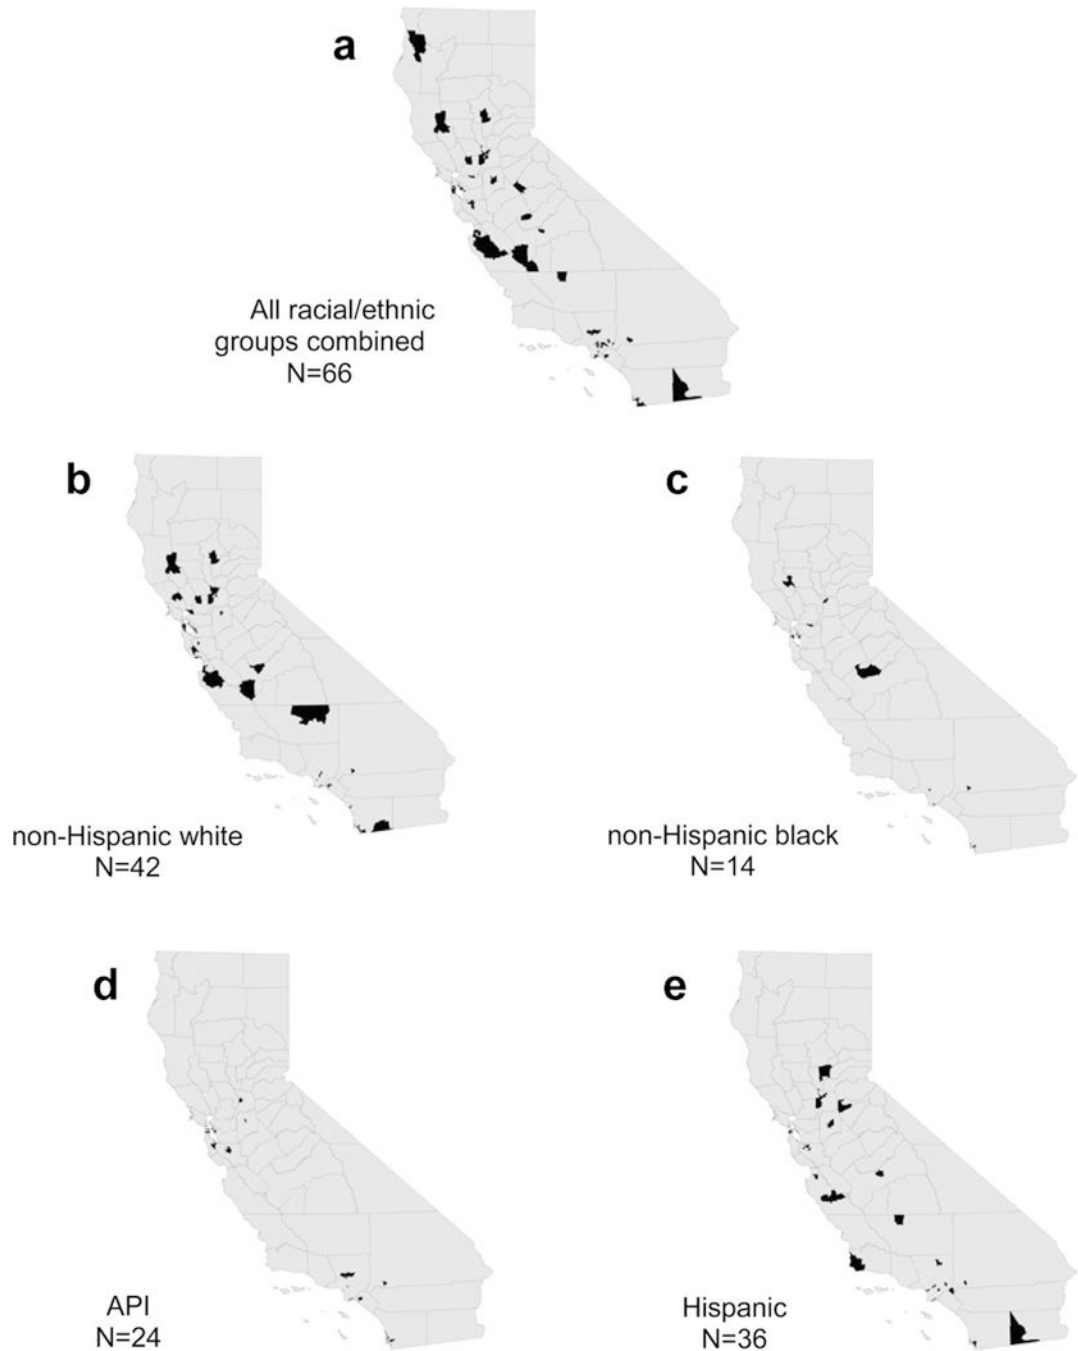 a
All racial/ethnic
groups combined
N=66
b
non-Hispanic white
N=42
c
non-Hispanic black
N=14
d
API
N=24
e
Hispanic
N=36